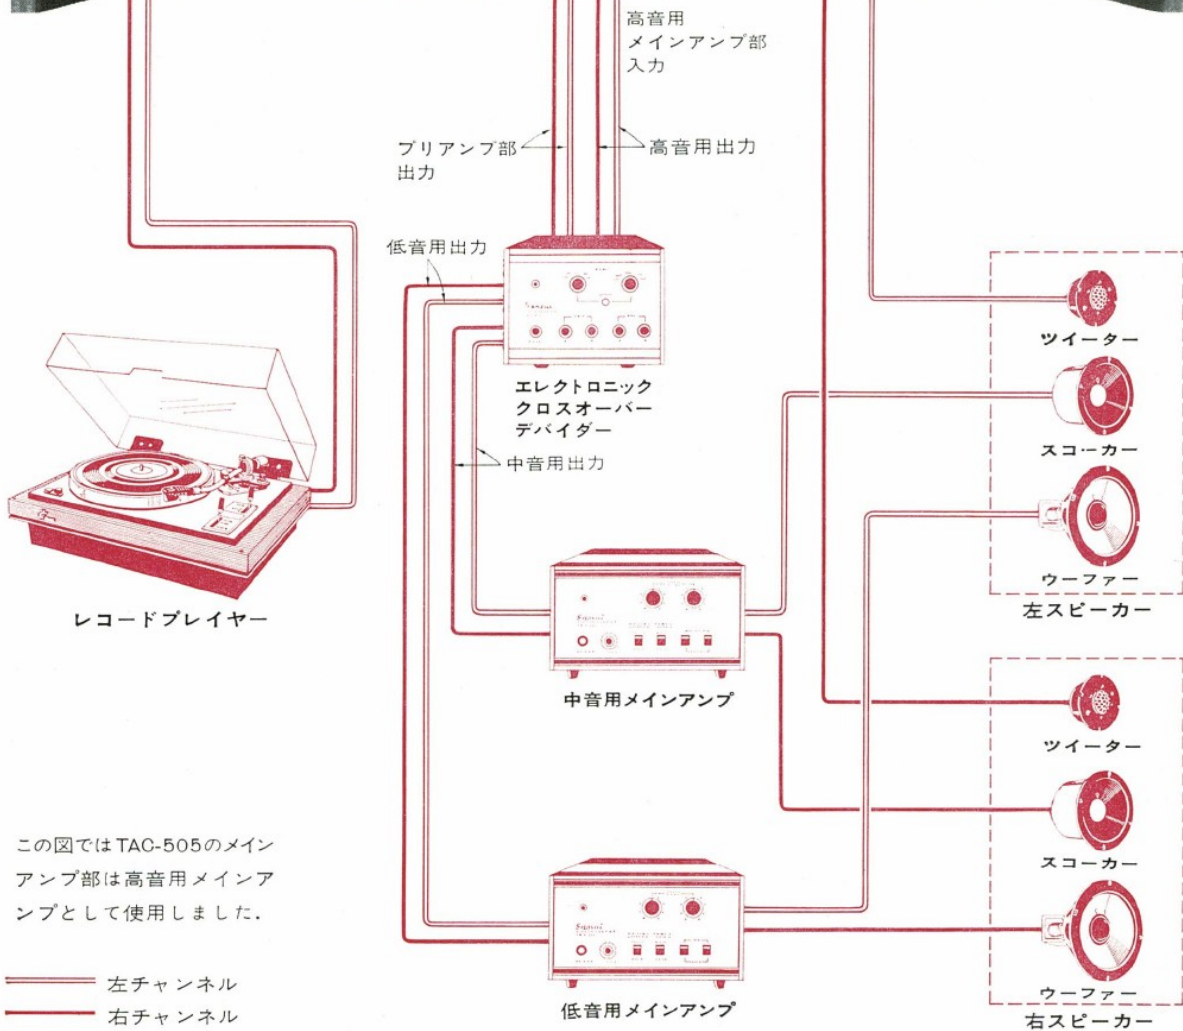 高音用
メインアンプ部
入力
プリアンプ部
出力
高音用出力
低音用出力
Sansui
エレクトロニック
クロスオーバー
デバイダー
中音用出力
ツイーター
スコーカー
ウーファー
左スピーカー
レコードプレイヤー
Sansui
中音用メインアンプ
ツイーター
スコーカー
ウーファー
右スピーカー
この図ではTAC-505のメイン
アンプ部は高音用メインア
ンプとして使用しました.
Sansui
低音用メインアンプ
左チャンネル
右チャンネル